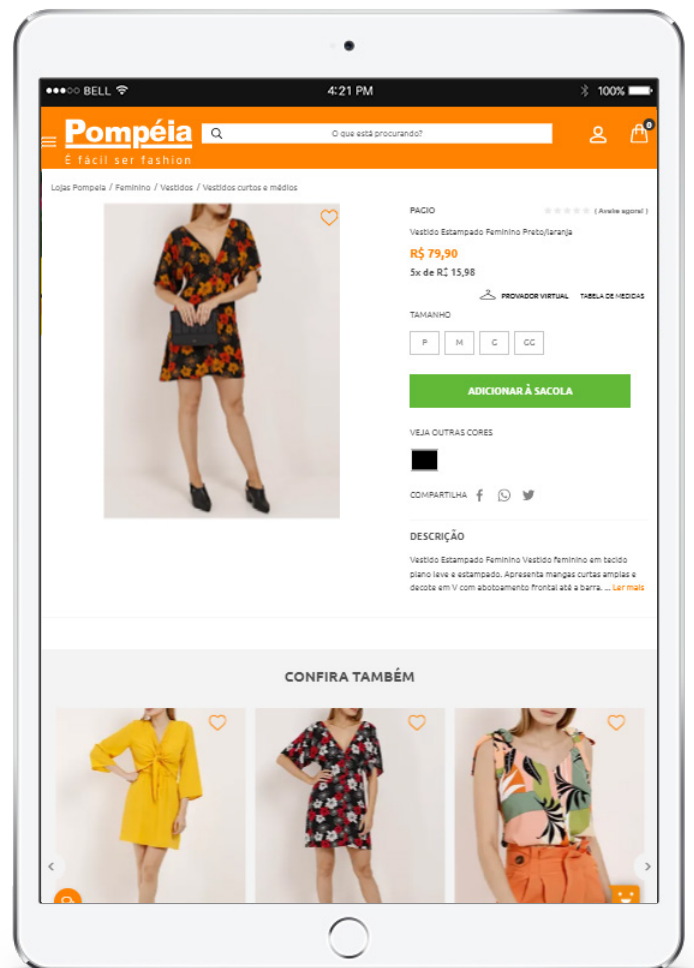 BELL
4:21 PM
100%
Pompéia
É fácil ser fashion
O que está procurando?
0
Lojas Pompeia / Feminino / Vestidos / Vestidos curtos e médios
PAGIO
( Avalie agora! )
Vestido Estampado Feminino Preto/laranja
R$ 79,90
5x de R$ 15,98
PROVADOR VIRTUAL
TABELA DE MEDIDAS
TAMANHO
P
M
G
GG
ADICIONAR À SACOLA
VEJA OUTRAS CORES
COMPARTILHA
DESCRIÇÃO
Vestido Estampado Feminino Vestido feminino em tecido
plano leve e estampado. Apresenta mangas curtas amplas e
decote em V com abotoamento frontal até a barra. ... Ler mais
CONFIRA TAMBÉM